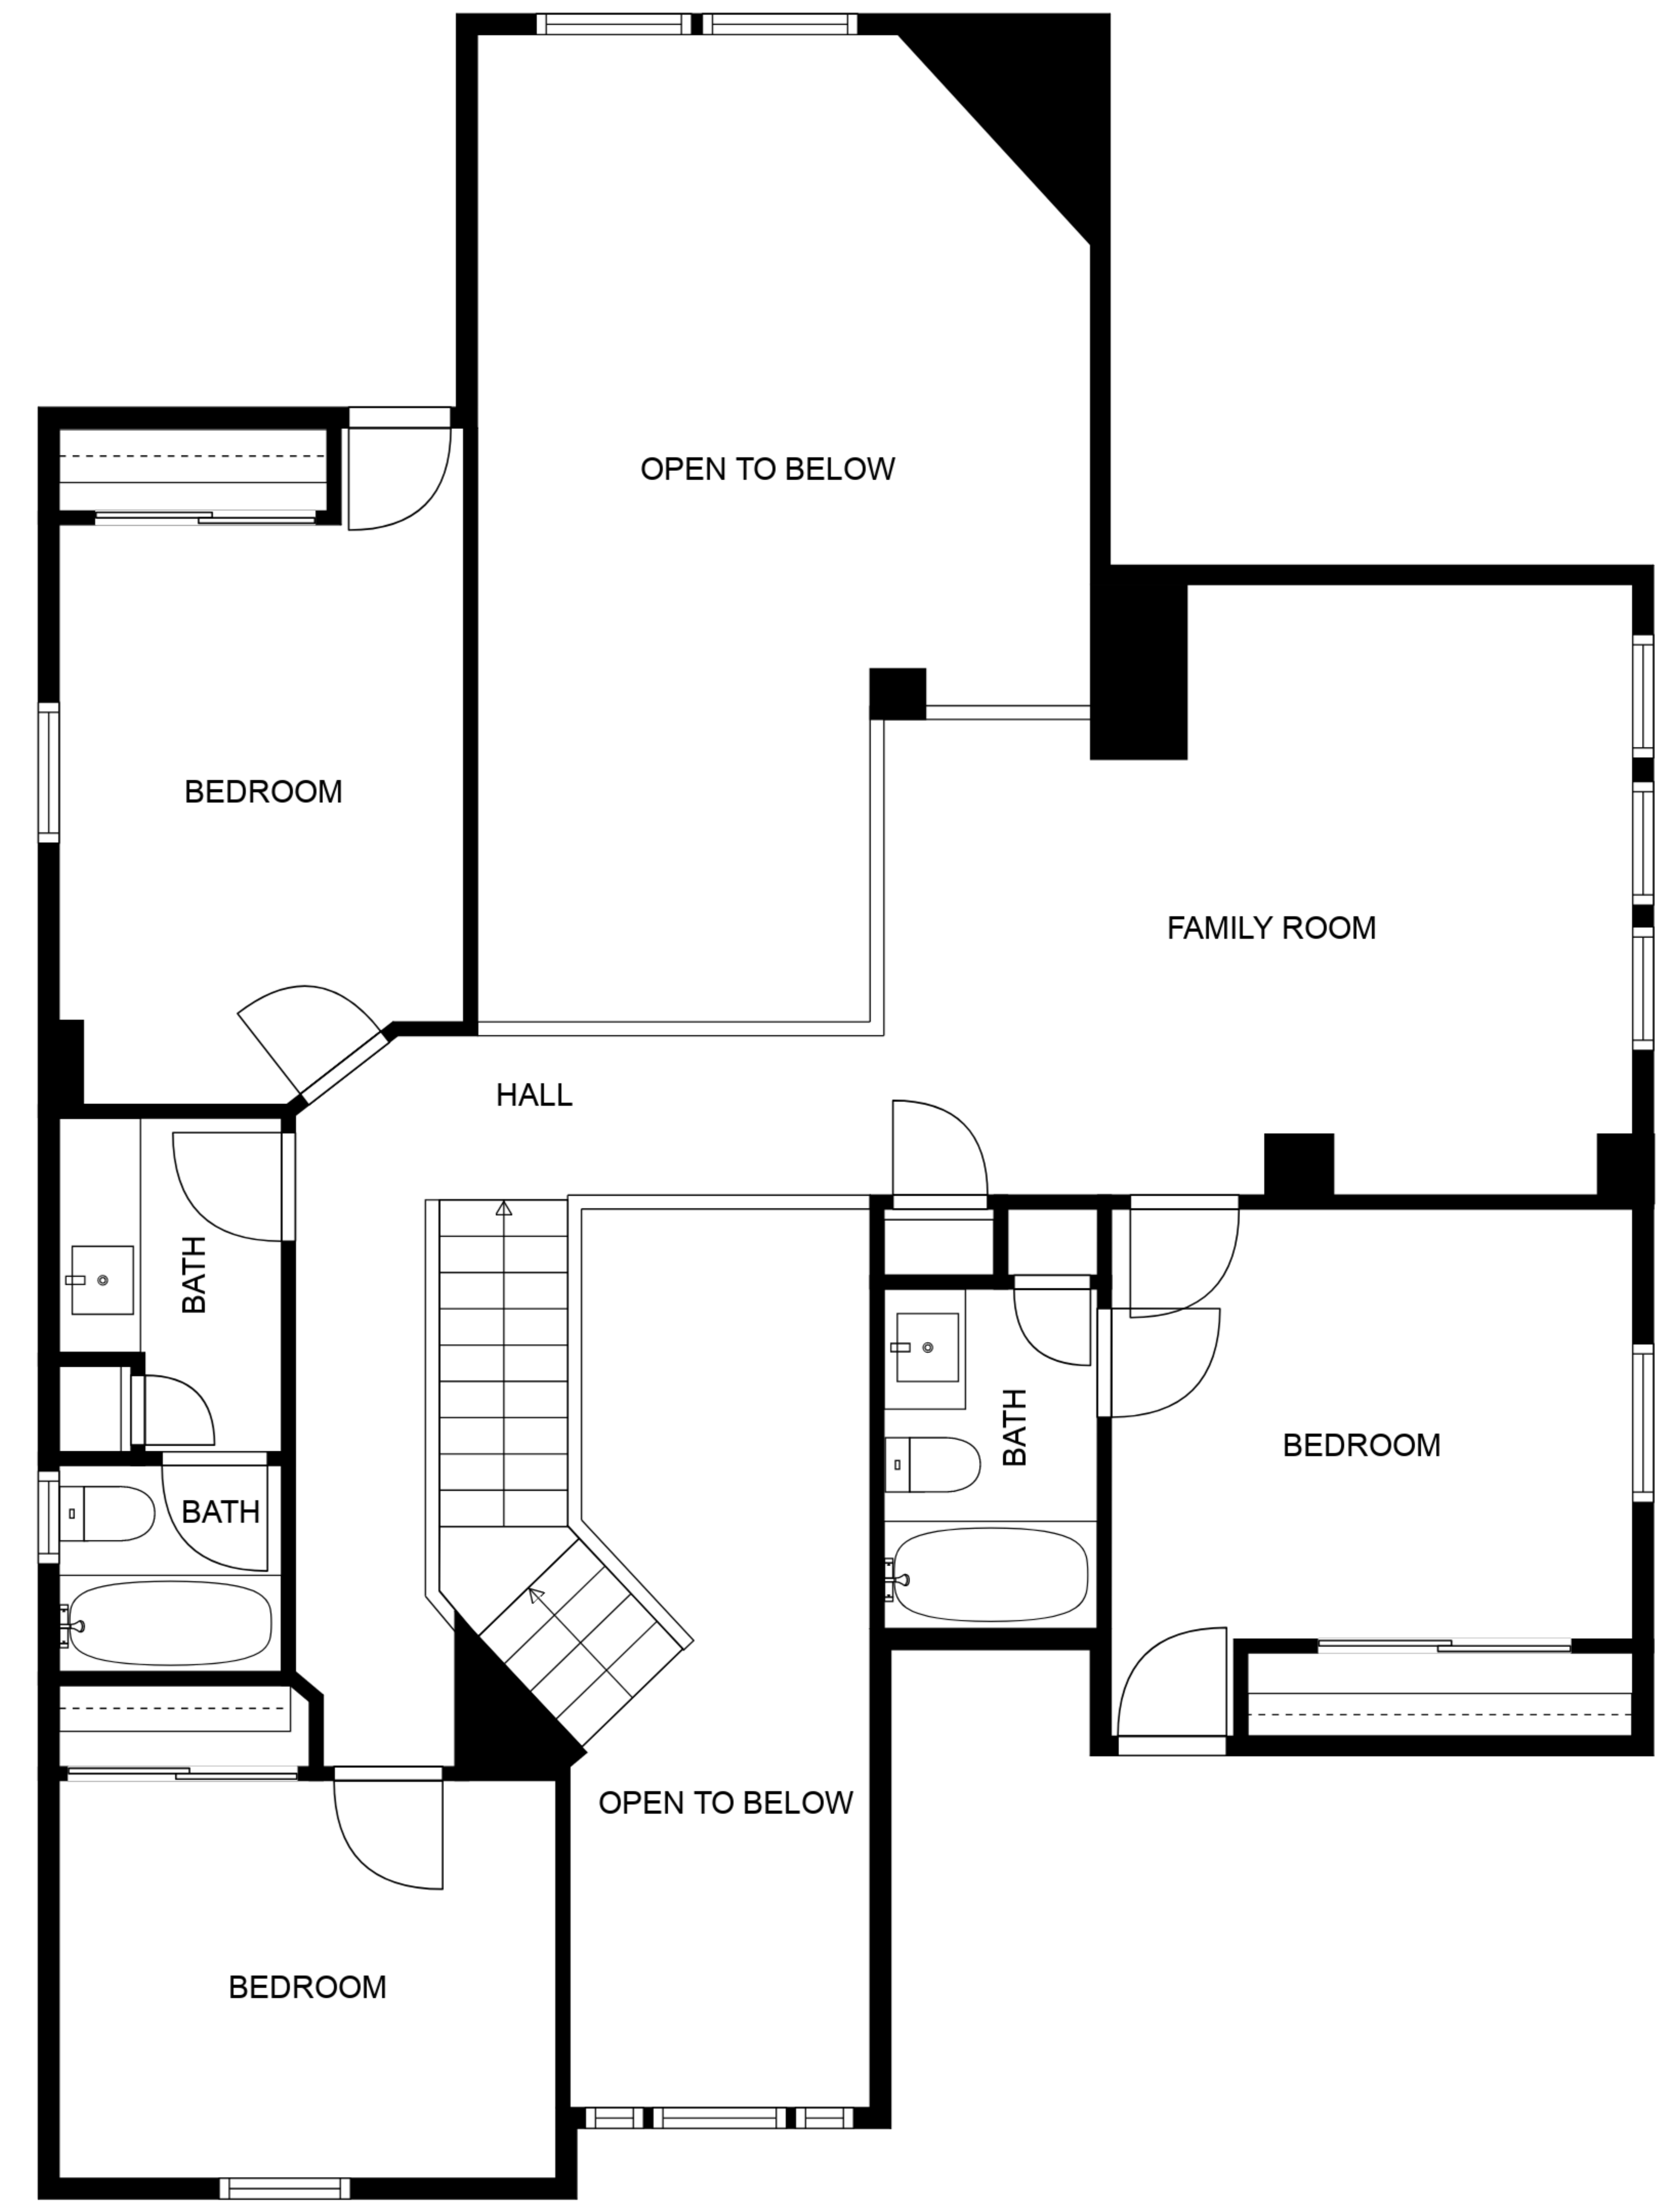 OPEN TO BELOW
BEDROOM
FAMILY ROOM
HALL
BATH
BATH
BEDROOM
BATH
OPEN TO BELOW
BEDROOM